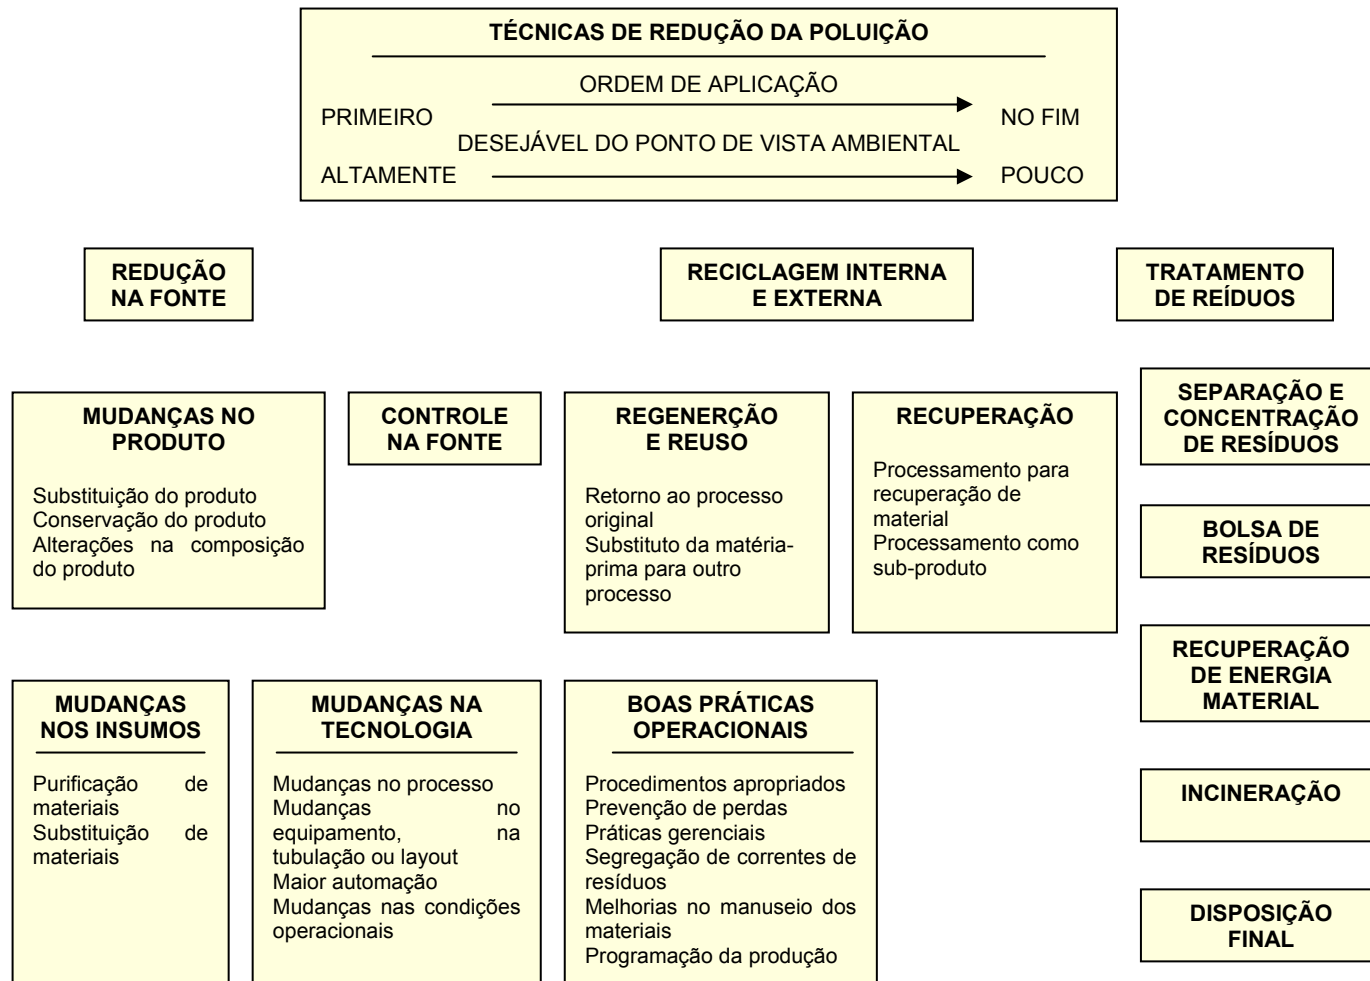 TÉCNICAS DE REDUÇÃO DA POLUIÇÃO
ORDEM DE APLICAÇÃO
PRIMEIRO
NO FIM
DESEJÁVEL DO PONTO DE VISTA AMBIENTAL
ALTAMENTE
POUCO
REDUÇÃO
NA FONTE
RECICLAGEM INTERNA
E EXTERNA
TRATAMENTO
DE REÍDUOS
MUDANÇAS NO
PRODUTO
Substituição do produto
Conservação do produto
Alterações na composição
do produto
CONTROLE
NA FONTE
REGENERÇÃO
E REUSO
Retorno ao processo
original
Substituto da matéria-
prima para outro
processo
RECUPERAÇÃO
Processamento para
recuperação de
material
Processamento como
sub-produto
SEPARAÇÃO E
CONCENTRAÇÃO
DE RESÍDUOS
BOLSA DE
RESÍDUOS
RECUPERAÇÃO
DE ENERGIA
MATERIAL
INCINERAÇÃO
DISPOSIÇÃO
FINAL
MUDANÇAS
NOS INSUMOS
Purificação de
materiais
Substituição de
materiais
MUDANÇAS NA
TECNOLOGIA
Mudanças no processo
Mudanças no
equipamento, na
tubulação ou layout
Maior automação
Mudanças nas condições
operacionais
BOAS PRÁTICAS
OPERACIONAIS
Procedimentos apropriados
Prevenção de perdas
Práticas gerenciais
Segregação de correntes de
resíduos
Melhorias no manuseio dos
materiais
Programação da produção